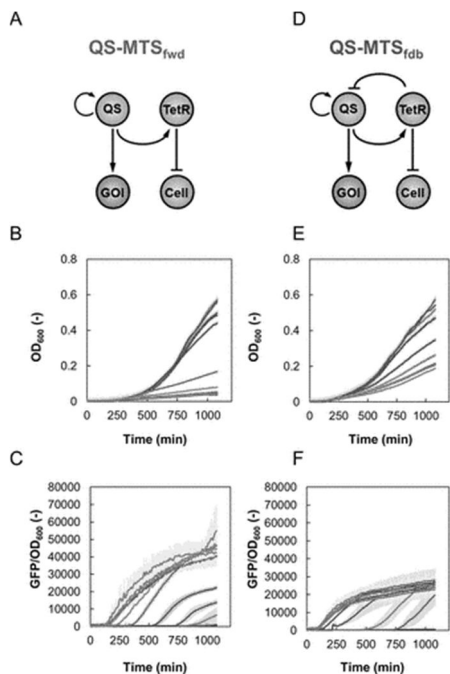 A
QS-MTSfwd
QS
TetR
GOI
Cell
B
OD600 (-)
0.8
0.6
0.4
0.2
0
0 250 500 750 1000
Time (min)
C
GFP/OD600 (-)
80000
70000
60000
50000
40000
30000
20000
10000
0
0 250 500 750 1000
Time (min)
D
QS-MTSfdb
QS
TetR
GOI
Cell
E
OD600 (-)
0.8
0.6
0.4
0.2
0
0 250 500 750 1000
Time (min)
F
GFP/OD600 (-)
80000
70000
60000
50000
40000
30000
20000
10000
0
0 250 500 750 1000
Time (min)